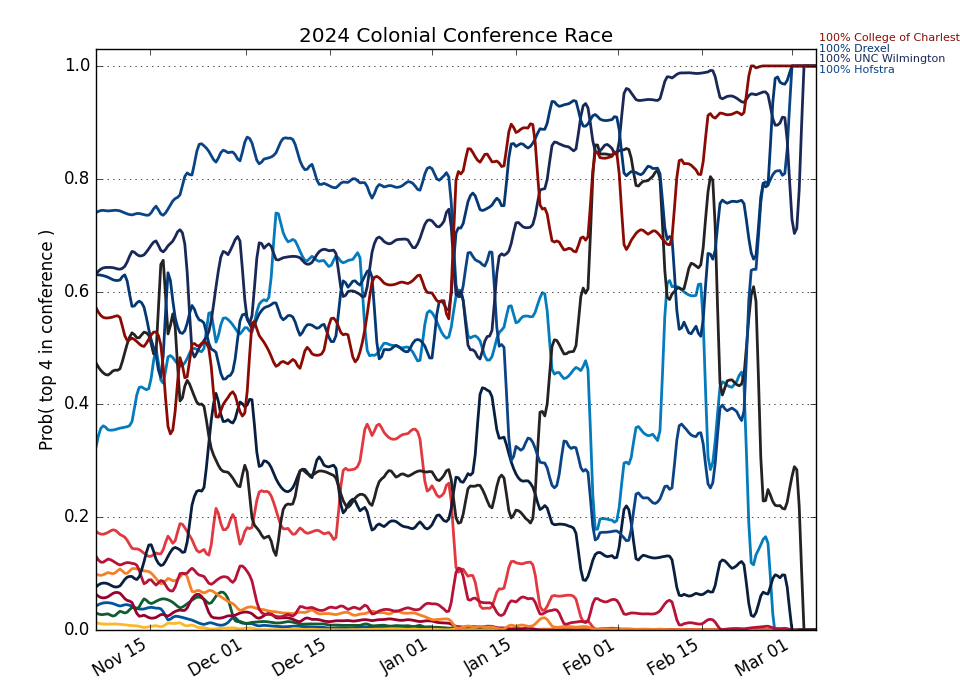 2024 Colonial Conference Race
100% College of Charlest
100% Drexel
100% UNC Wilmington
100% Hofstra
Prob( top 4 in conference )
1.0
0.8
0.6
0.4
0.2
0.0
Nov 15
Dec 01
Dec 15
Jan 01
Jan 15
Feb 01
Feb 15
Mar 01